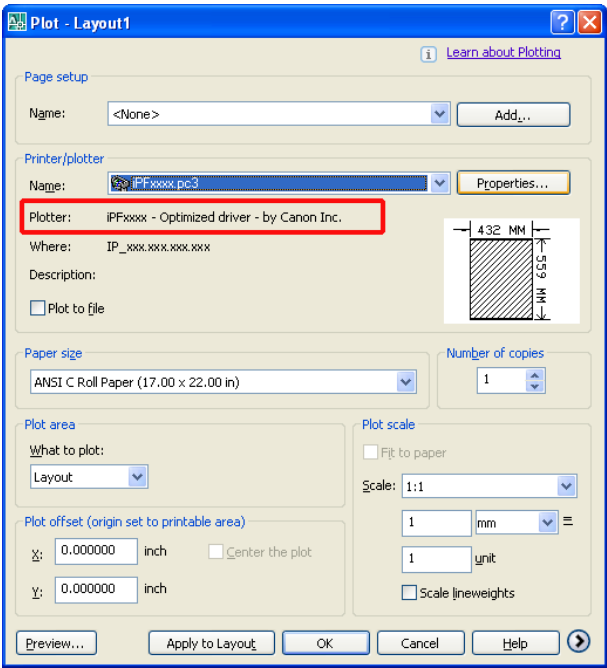 Plot - Layout1
i Learn about Plotting
Page setup
Name: <None> Add...
Printer/plotter
Name: iPFxxxx.pc3 Properties...
Plotter: iPFxxxx - Optimized driver - by Canon Inc.
Where: IP_xxx.xxx.xxx.xxx
Description:
Plot to file
432 MM
559 MM
Paper size
ANSI C Roll Paper (17.00 x 22.00 in)
Number of copies
1
Plot area
What to plot:
Layout
Plot scale
Fit to paper
Scale: 1:1
1 mm =
1 unit
Scale lineweights
Plot offset (origin set to printable area)
X: 0.000000 inch Center the plot
Y: 0.000000 inch
Preview... Apply to Layout OK Cancel Help